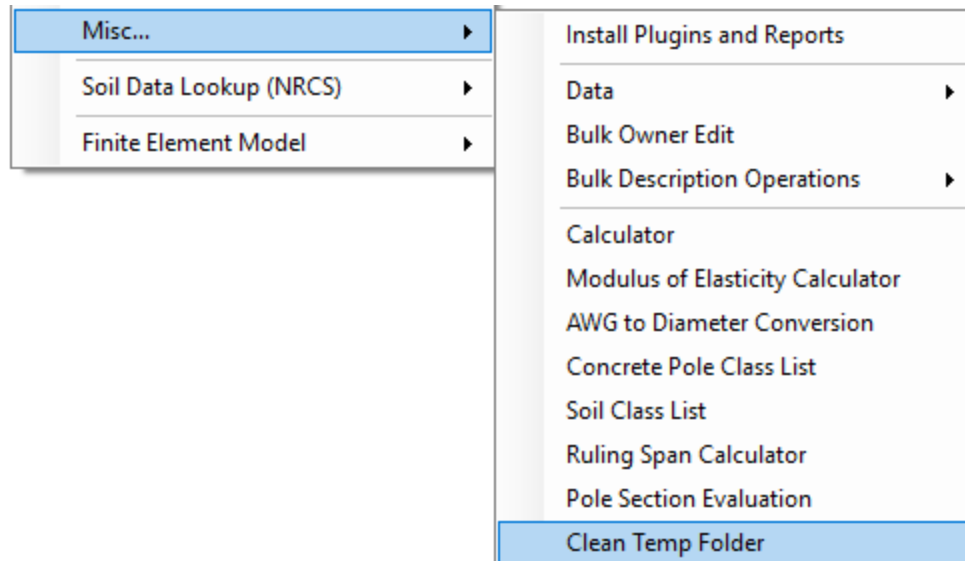 Misc...
Soil Data Lookup (NRCS)
Finite Element Model
Install Plugins and Reports
Data
Bulk Owner Edit
Bulk Description Operations
Calculator
Modulus of Elasticity Calculator
AWG to Diameter Conversion
Concrete Pole Class List
Soil Class List
Ruling Span Calculator
Pole Section Evaluation
Clean Temp Folder